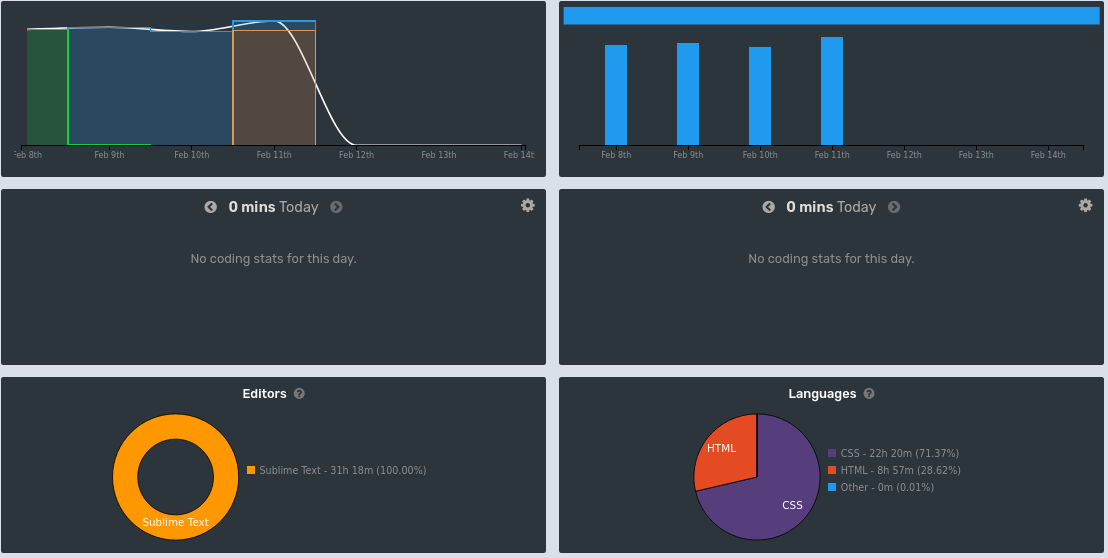 Feb 8th Feb 9th Feb 10th Feb 11th Feb 12th Feb 13th Feb 14t
Feb 8th Feb 9th Feb 10th Feb 11th Feb 12th Feb 13th Feb 14th
0 mins Today
No coding stats for this day.
0 mins Today
No coding stats for this day.
Editors ?
Sublime Text - 31h 18m (100.00%)
Sublime Text
Languages ?
HTML
CSS
CSS - 22h 20m (71.37%)
HTML - 8h 57m (28.62%)
Other - 0m (0.01%)